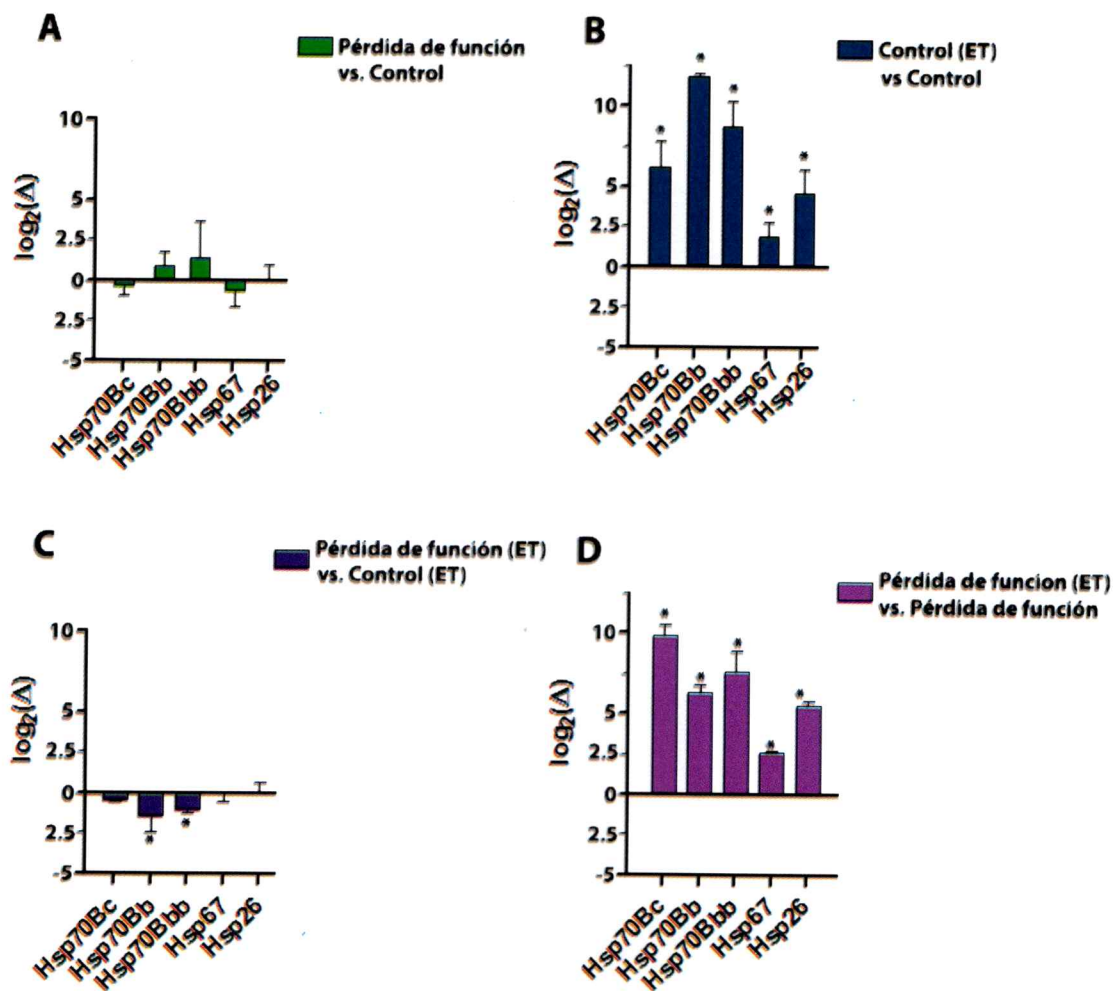 A
Pérdida de función
vs. Control
10
5
2.5
0
2.5
-5
log2(Δ)
Hsp70Bc
Hsp70Bb
Hsp70Bbb
Hsp67
Hsp26
B
Control (ET)
vs Control
10
5
2.5
0
2.5
-5
log2(Δ)
* * * * *
Hsp70Bc
Hsp70Bb
Hsp70Bbb
Hsp67
Hsp26
C
Pérdida de función (ET)
vs. Control (ET)
10
5
2.5
0
2.5
-5
log2(Δ)
* *
Hsp70Bc
Hsp70Bb
Hsp70Bbb
Hsp67
Hsp26
D
Pérdida de funcion (ET)
vs. Pérdida de función
10
5
2.5
0
2.5
-5
log2(Δ)
* * * * *
Hsp70Bc
Hsp70Bb
Hsp70Bbb
Hsp67
Hsp26